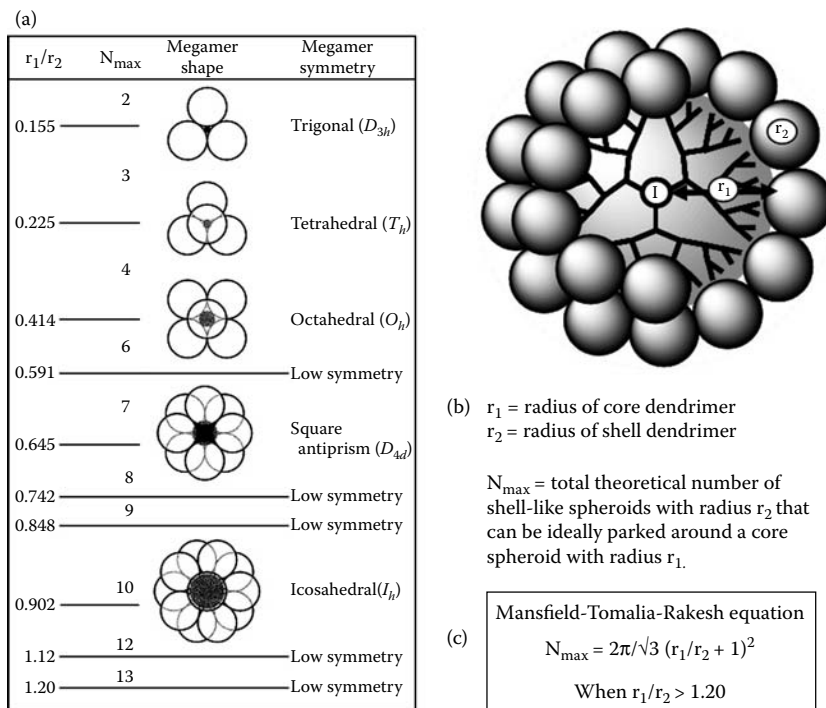 (a)
r₁/r₂ N_max Megamer shape Megamer symmetry
2
0.155 Trigonal (D₃ₕ)
3
0.225 Tetrahedral (Tₕ)
4
0.414 Octahedral (Oₕ)
6
0.591 Low symmetry
7
0.645 Square antiprism (D₄d)
8
0.742 Low symmetry
9
0.848 Low symmetry
10
0.902 Icosahedral(Iₕ)
12
1.12 Low symmetry
13
1.20 Low symmetry
r₂
I
r₁
(b) r₁ = radius of core dendrimer
r₂ = radius of shell dendrimer
N_max = total theoretical number of
shell-like spheroids with radius r₂ that
can be ideally parked around a core
spheroid with radius r₁.
(c)
Mansfield-Tomalia-Rakesh equation
N_max = 2π/√3 (r₁/r₂ + 1)²
When r₁/r₂ > 1.20